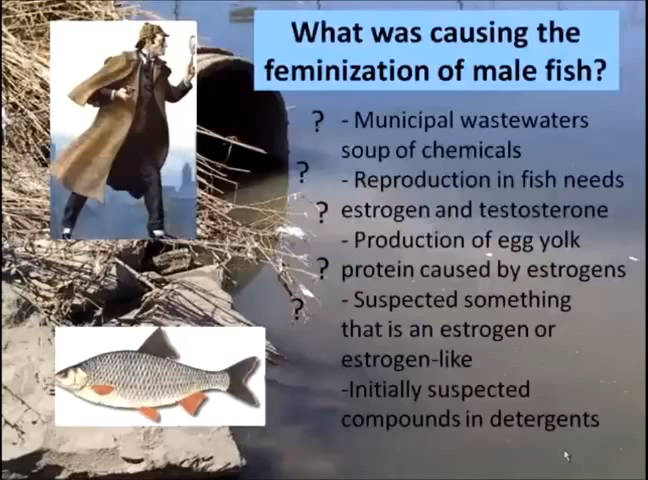 What was causing the
feminization of male fish?
? - Municipal wastewaters
soup of chemicals
? - Reproduction in fish needs
? estrogen and testosterone
- Production of egg yolk
? protein caused by estrogens
? - Suspected something
that is an estrogen or
estrogen-like
-Initially suspected
compounds in detergents